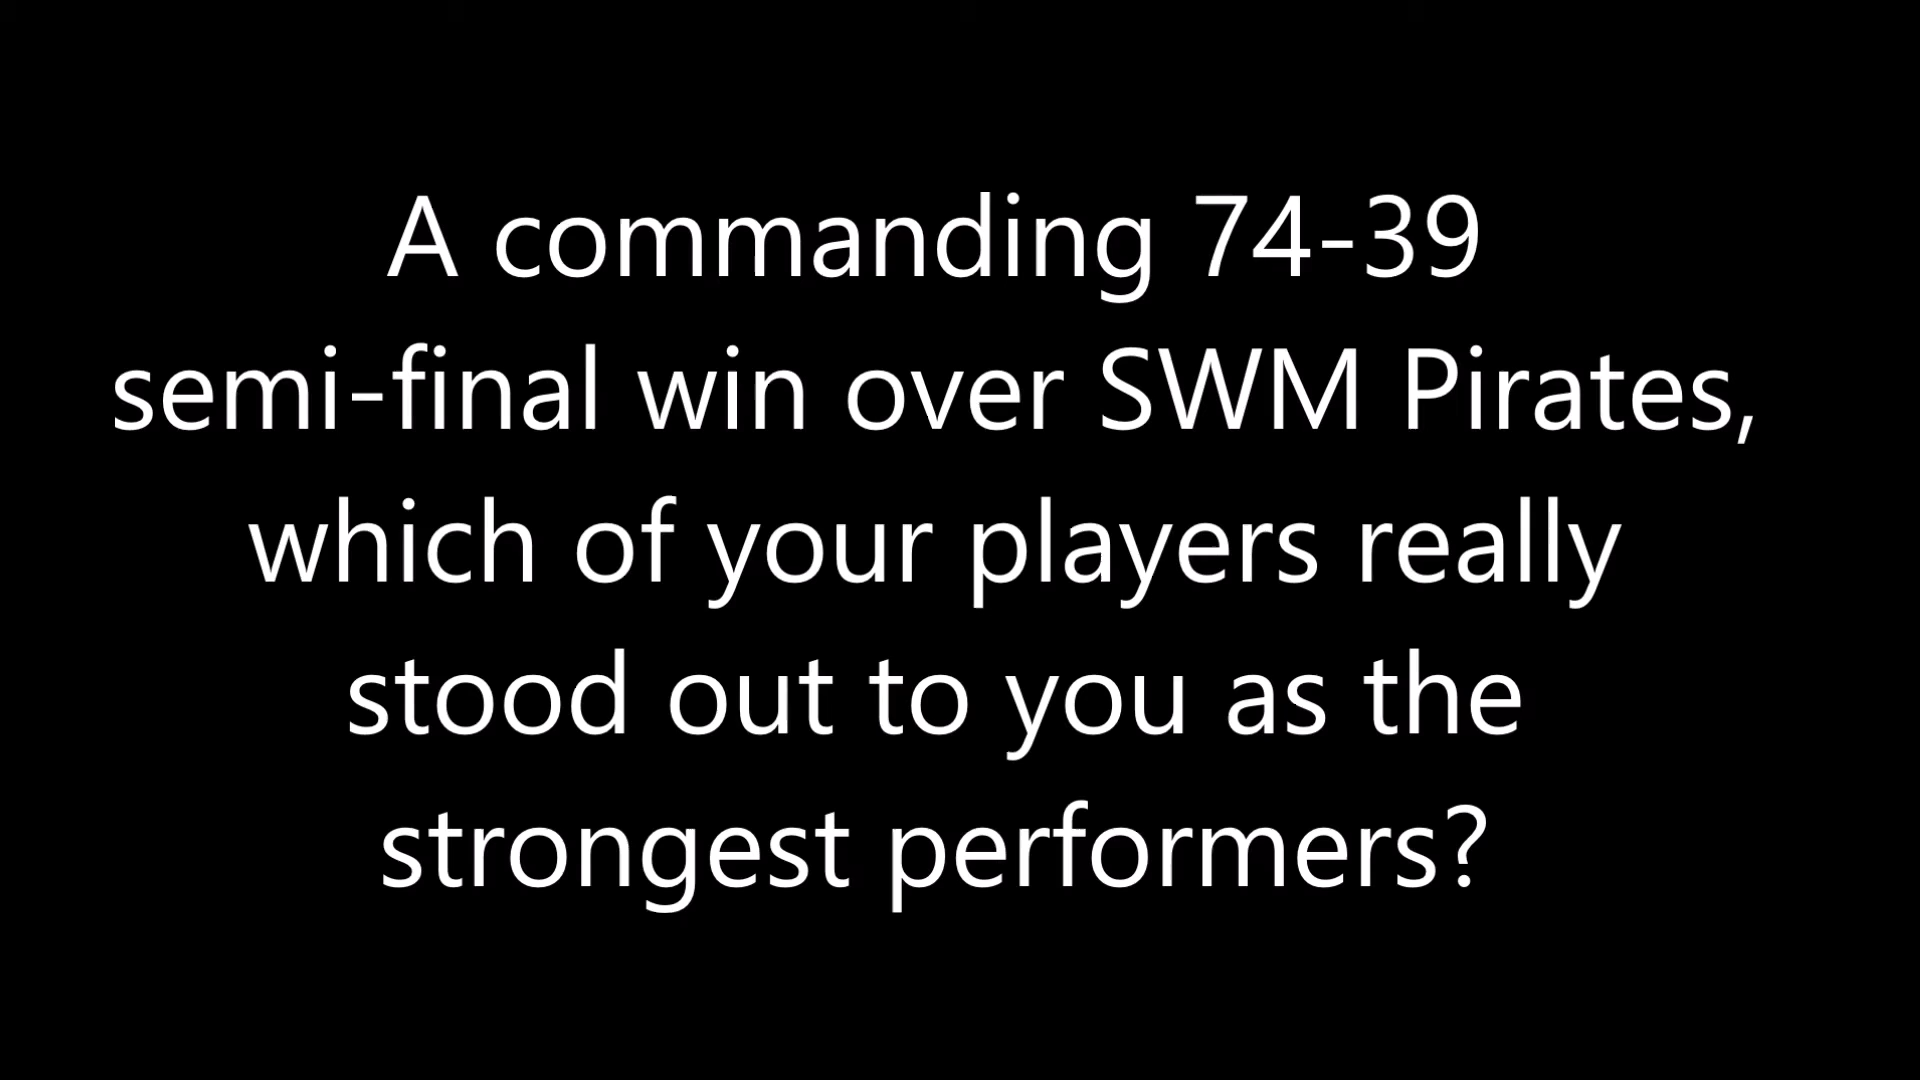 A commanding 74-39
semi-final win over SWM Pirates,
which of your players really
stood out to you as the
strongest performers?